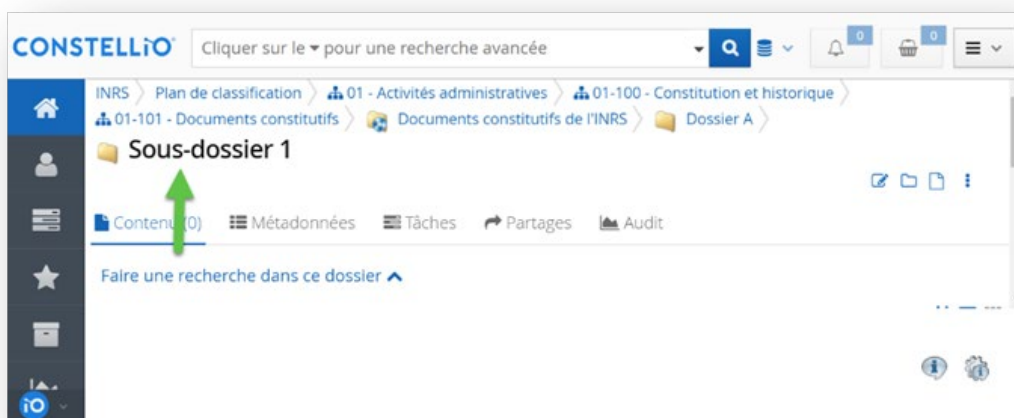 CONSTELLiO Cliquer sur le ▾ pour une recherche avancée 0 0
INRS Plan de classification 01 - Activités administratives 01-100 - Constitution et historique
01-101 - Documents constitutifs Documents constitutifs de l'INRS Dossier A
Sous-dossier 1
Contenu (0) Métadonnées Tâches Partages Audit
Faire une recherche dans ce dossier
iO